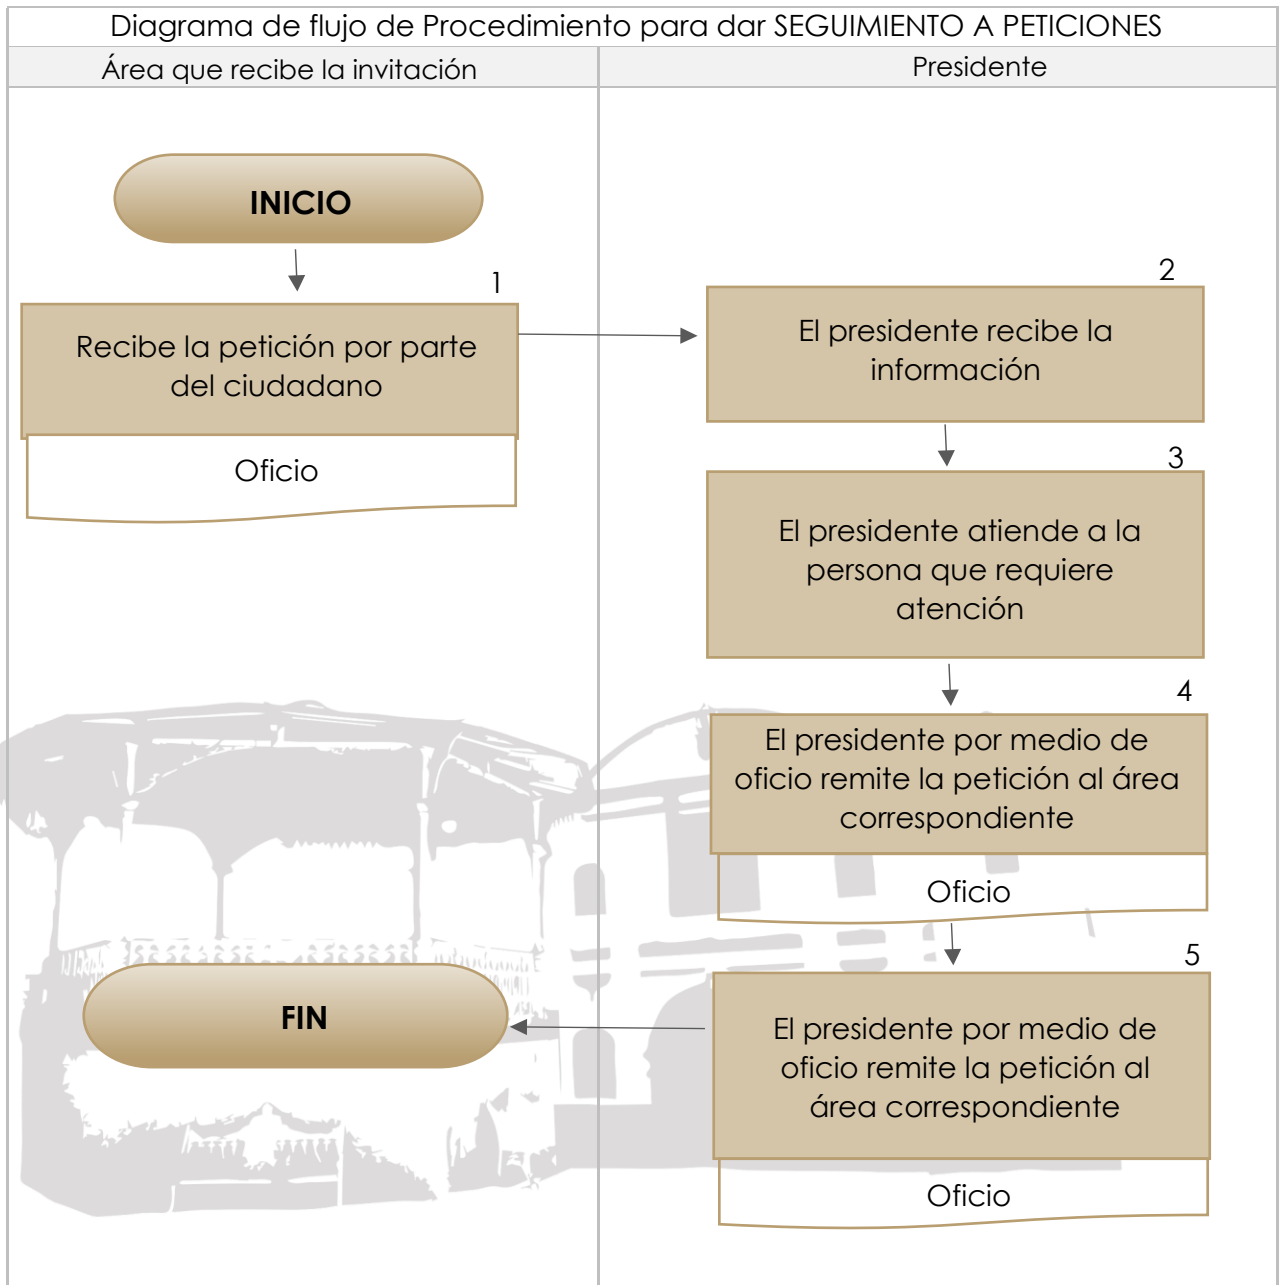 Diagrama de flujo de Procedimiento para dar SEGUIMIENTO A PETICIONES
Área que recibe la invitación
Presidente
INICIO
1
Recibe la petición por parte
del ciudadano
Oficio
2
El presidente recibe la
información
3
El presidente atiende a la
persona que requiere
atención
4
El presidente por medio de
oficio remite la petición al área
correspondiente
Oficio
5
El presidente por medio de
oficio remite la petición al
área correspondiente
Oficio
FIN